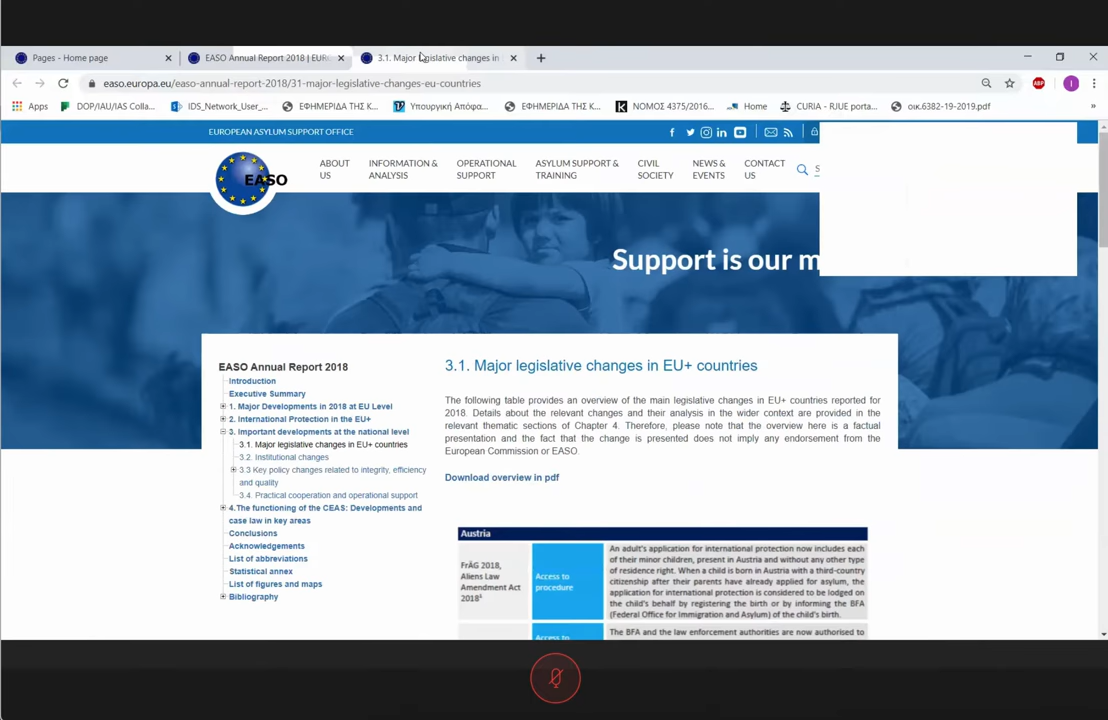 Pages - Home page
EASO Annual Report 2018 | EUR
3.1. Major legislative changes in
easo.europa.eu/easo-annual-report-2018/31-major-legislative-changes-eu-countries
ABP
I
Apps
DOP/IAU/IAS Colla...
IDS_Network_User_...
ΕΦΗΜΕΡΙΔΑ ΤΗΣ Κ...
Υπουργική Απόφα...
ΕΦΗΜΕΡΙΔΑ ΤΗΣ Κ...
ΝΟΜΟΣ 4375/2016...
Home
CURIA - RJUE porta...
οικ.6382-19-2019.pdf
»
EUROPEAN ASYLUM SUPPORT OFFICE
EASO
ABOUT US
INFORMATION & ANALYSIS
OPERATIONAL SUPPORT
ASYLUM SUPPORT & TRAINING
CIVIL SOCIETY
NEWS & EVENTS
CONTACT US
S
Support is our m
EASO Annual Report 2018
Introduction
Executive Summary
1. Major Developments in 2018 at EU Level
2. International Protection in the EU+
3. Important developments at the national level
3.1. Major legislative changes in EU+ countries
3.2. Institutional changes
3.3 Key policy changes related to integrity, efficiency
and quality
3.4. Practical cooperation and operational support
4.The functioning of the CEAS: Developments and
case law in key areas
Conclusions
Acknowledgements
List of abbreviations
Statistical annex
List of figures and maps
Bibliography
3.1. Major legislative changes in EU+ countries
The following table provides an overview of the main legislative changes in EU+ countries reported for
2018. Details about the relevant changes and their analysis in the wider context are provided in the
relevant thematic sections of Chapter 4. Therefore, please note that the overview here is a factual
presentation and the fact that the change is presented does not imply any endorsement from the
European Commission or EASO.
Download overview in pdf
Austria
FrÄG 2018,
Aliens Law
Amendment Act
2018¹
Access to
procedure
An adult's application for international protection now includes each
of their minor children, present in Austria and without any other type
of residence right. When a child is born in Austria with a third-country
citizenship after their parents have already applied for asylum, the
application for international protection is considered to be lodged on
the child's behalf by registering the birth or by informing the BFA
(Federal Office for Immigration and Asylum) of the child's birth.
Access to
The BFA and the law enforcement authorities are now authorised to